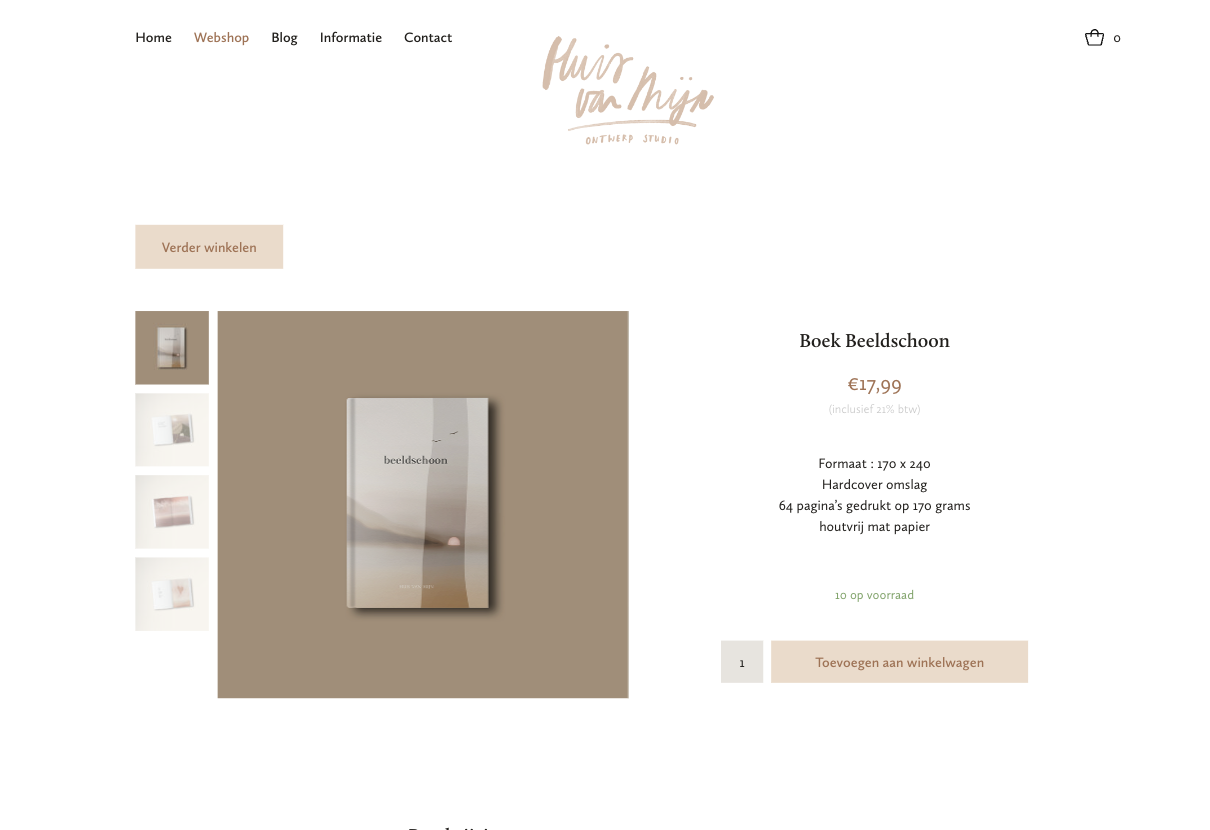 Home Webshop Blog Informatie Contact
0
Huis
van Mijn
ONTWERP STUDIO
Verder winkelen
beeldschoon
Boek Beeldschoon
€17,99
(inclusief 21% btw)
Formaat : 170 x 240
Hardcover omslag
64 pagina's gedrukt op 170 grams
houtvrij mat papier
10 op voorraad
1 Toevoegen aan winkelwagen